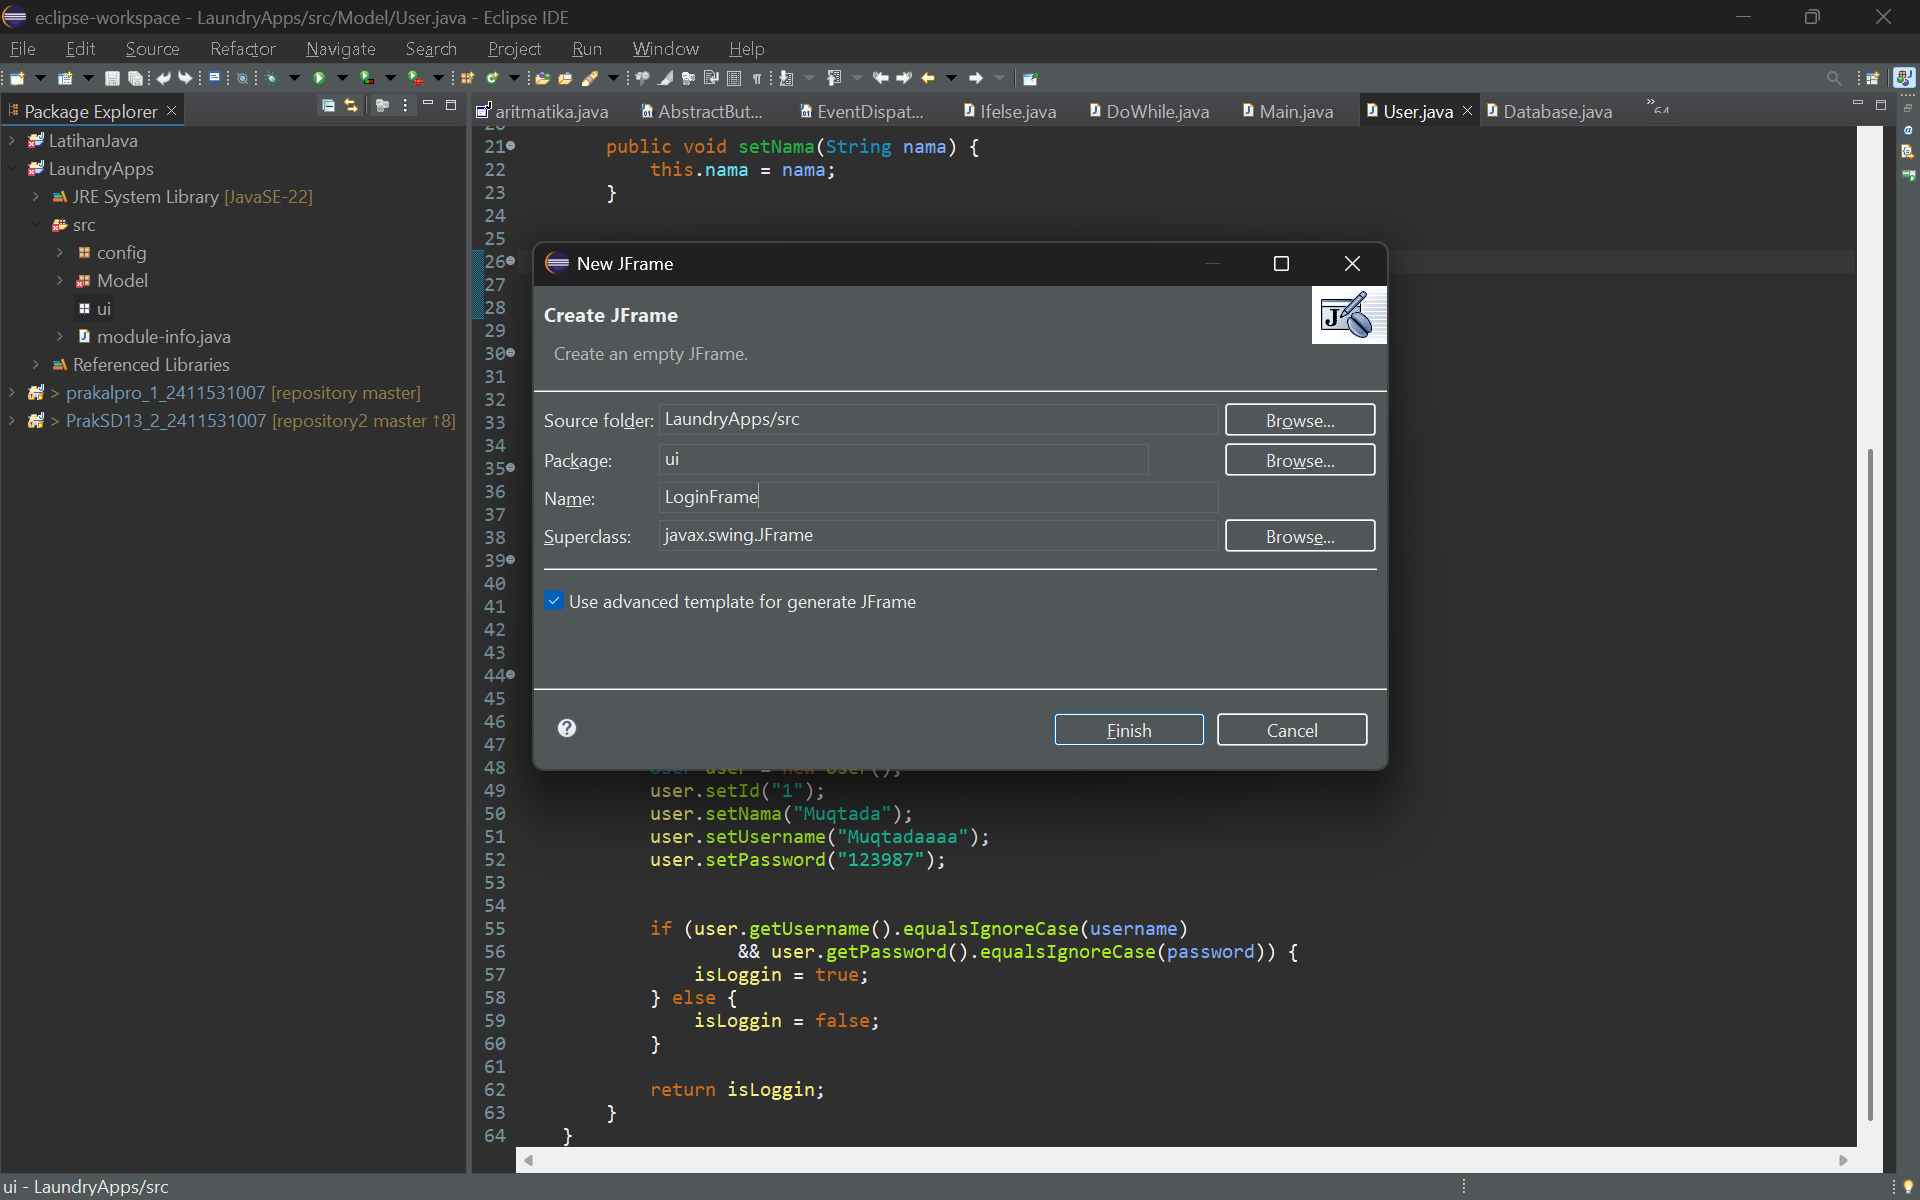 eclipse-workspace - LaundryApps/src/Model/User.java - Eclipse IDE
File Edit Source Refactor Navigate Search Project Run Window Help
Package Explorer
aritmatika.java AbstractBut... EventDispat... Ifelse.java DoWhile.java Main.java User.java Database.java »64
LatihanJava
LaundryApps
JRE System Library [JavaSE-22]
src
config
Model
ui
module-info.java
Referenced Libraries
> prakalpro_1_2411531007 [repository master]
> PrakSD13_2_2411531007 [repository2 master ↑8]
20
21 public void setNama(String nama) {
22 this.nama = nama;
23 }
24
25
26
27
28
29
30
31
32
33
34
35
36
37
38
39
40
41
42
43
44
45
46
47
48 User user = new User();
49 user.setId("1");
50 user.setNama("Muqtada");
51 user.setUsername("Muqtadaaaa");
52 user.setPassword("123987");
53
54
55 if (user.getUsername().equalsIgnoreCase(username)
56 && user.getPassword().equalsIgnoreCase(password)) {
57 isLoggin = true;
58 } else {
59 isLoggin = false;
60 }
61
62 return isLoggin;
63 }
64 }
New JFrame
Create JFrame
Create an empty JFrame.
Source folder: LaundryApps/src Browse...
Package: ui Browse...
Name: LoginFrame
Superclass: javax.swing.JFrame Browse...
Use advanced template for generate JFrame
Finish Cancel
ui - LaundryApps/src